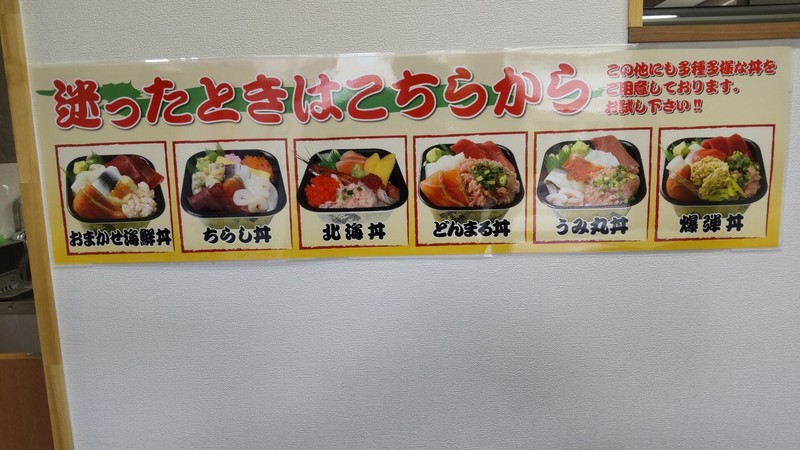 迷ったときはこちらから
この他にも多種多様な丼を
ご用意しております。
お試し下さい!!
おまかせ海鮮丼
ちらし丼
北海丼
どんまる丼
うみ丸丼
爆弾丼